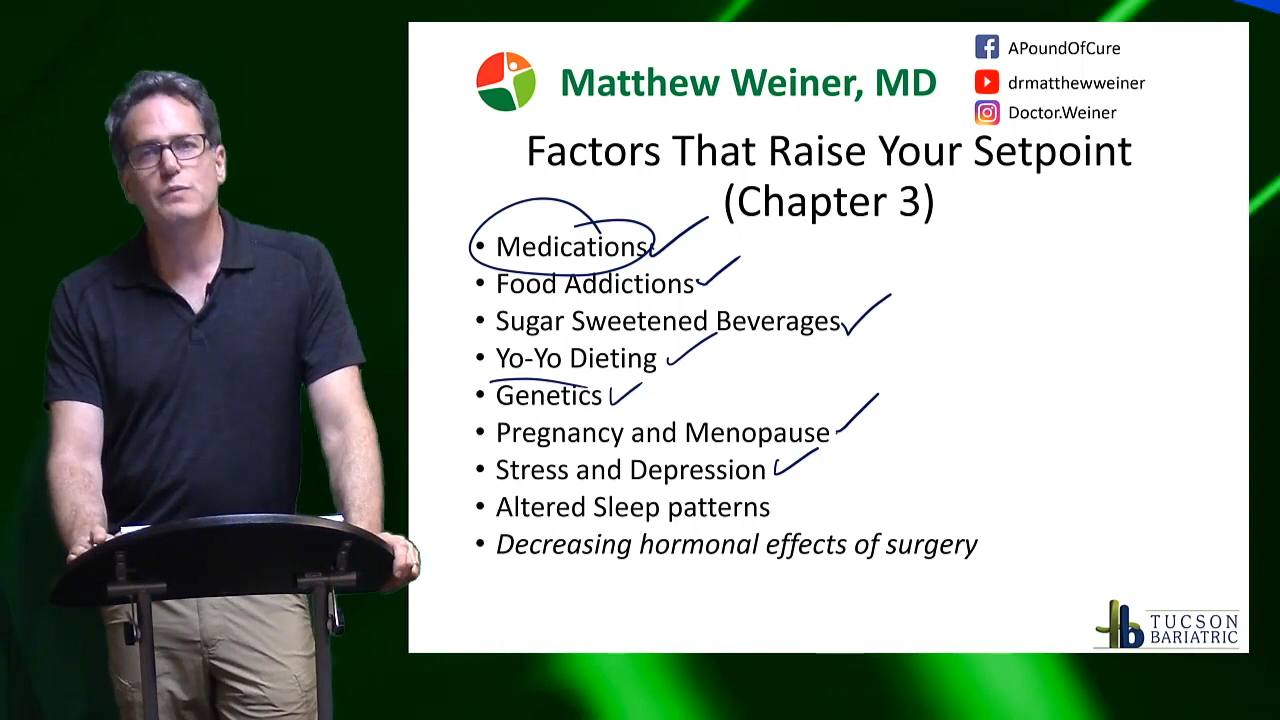 Matthew Weiner, MD
APoundOfCure
drmatthewweiner
Doctor.Weiner
Factors That Raise Your Setpoint
(Chapter 3)
• Medications
• Food Addictions
• Sugar Sweetened Beverages
• Yo-Yo Dieting
• Genetics
• Pregnancy and Menopause
• Stress and Depression
• Altered Sleep patterns
• Decreasing hormonal effects of surgery
TUCSON
BARIATRIC